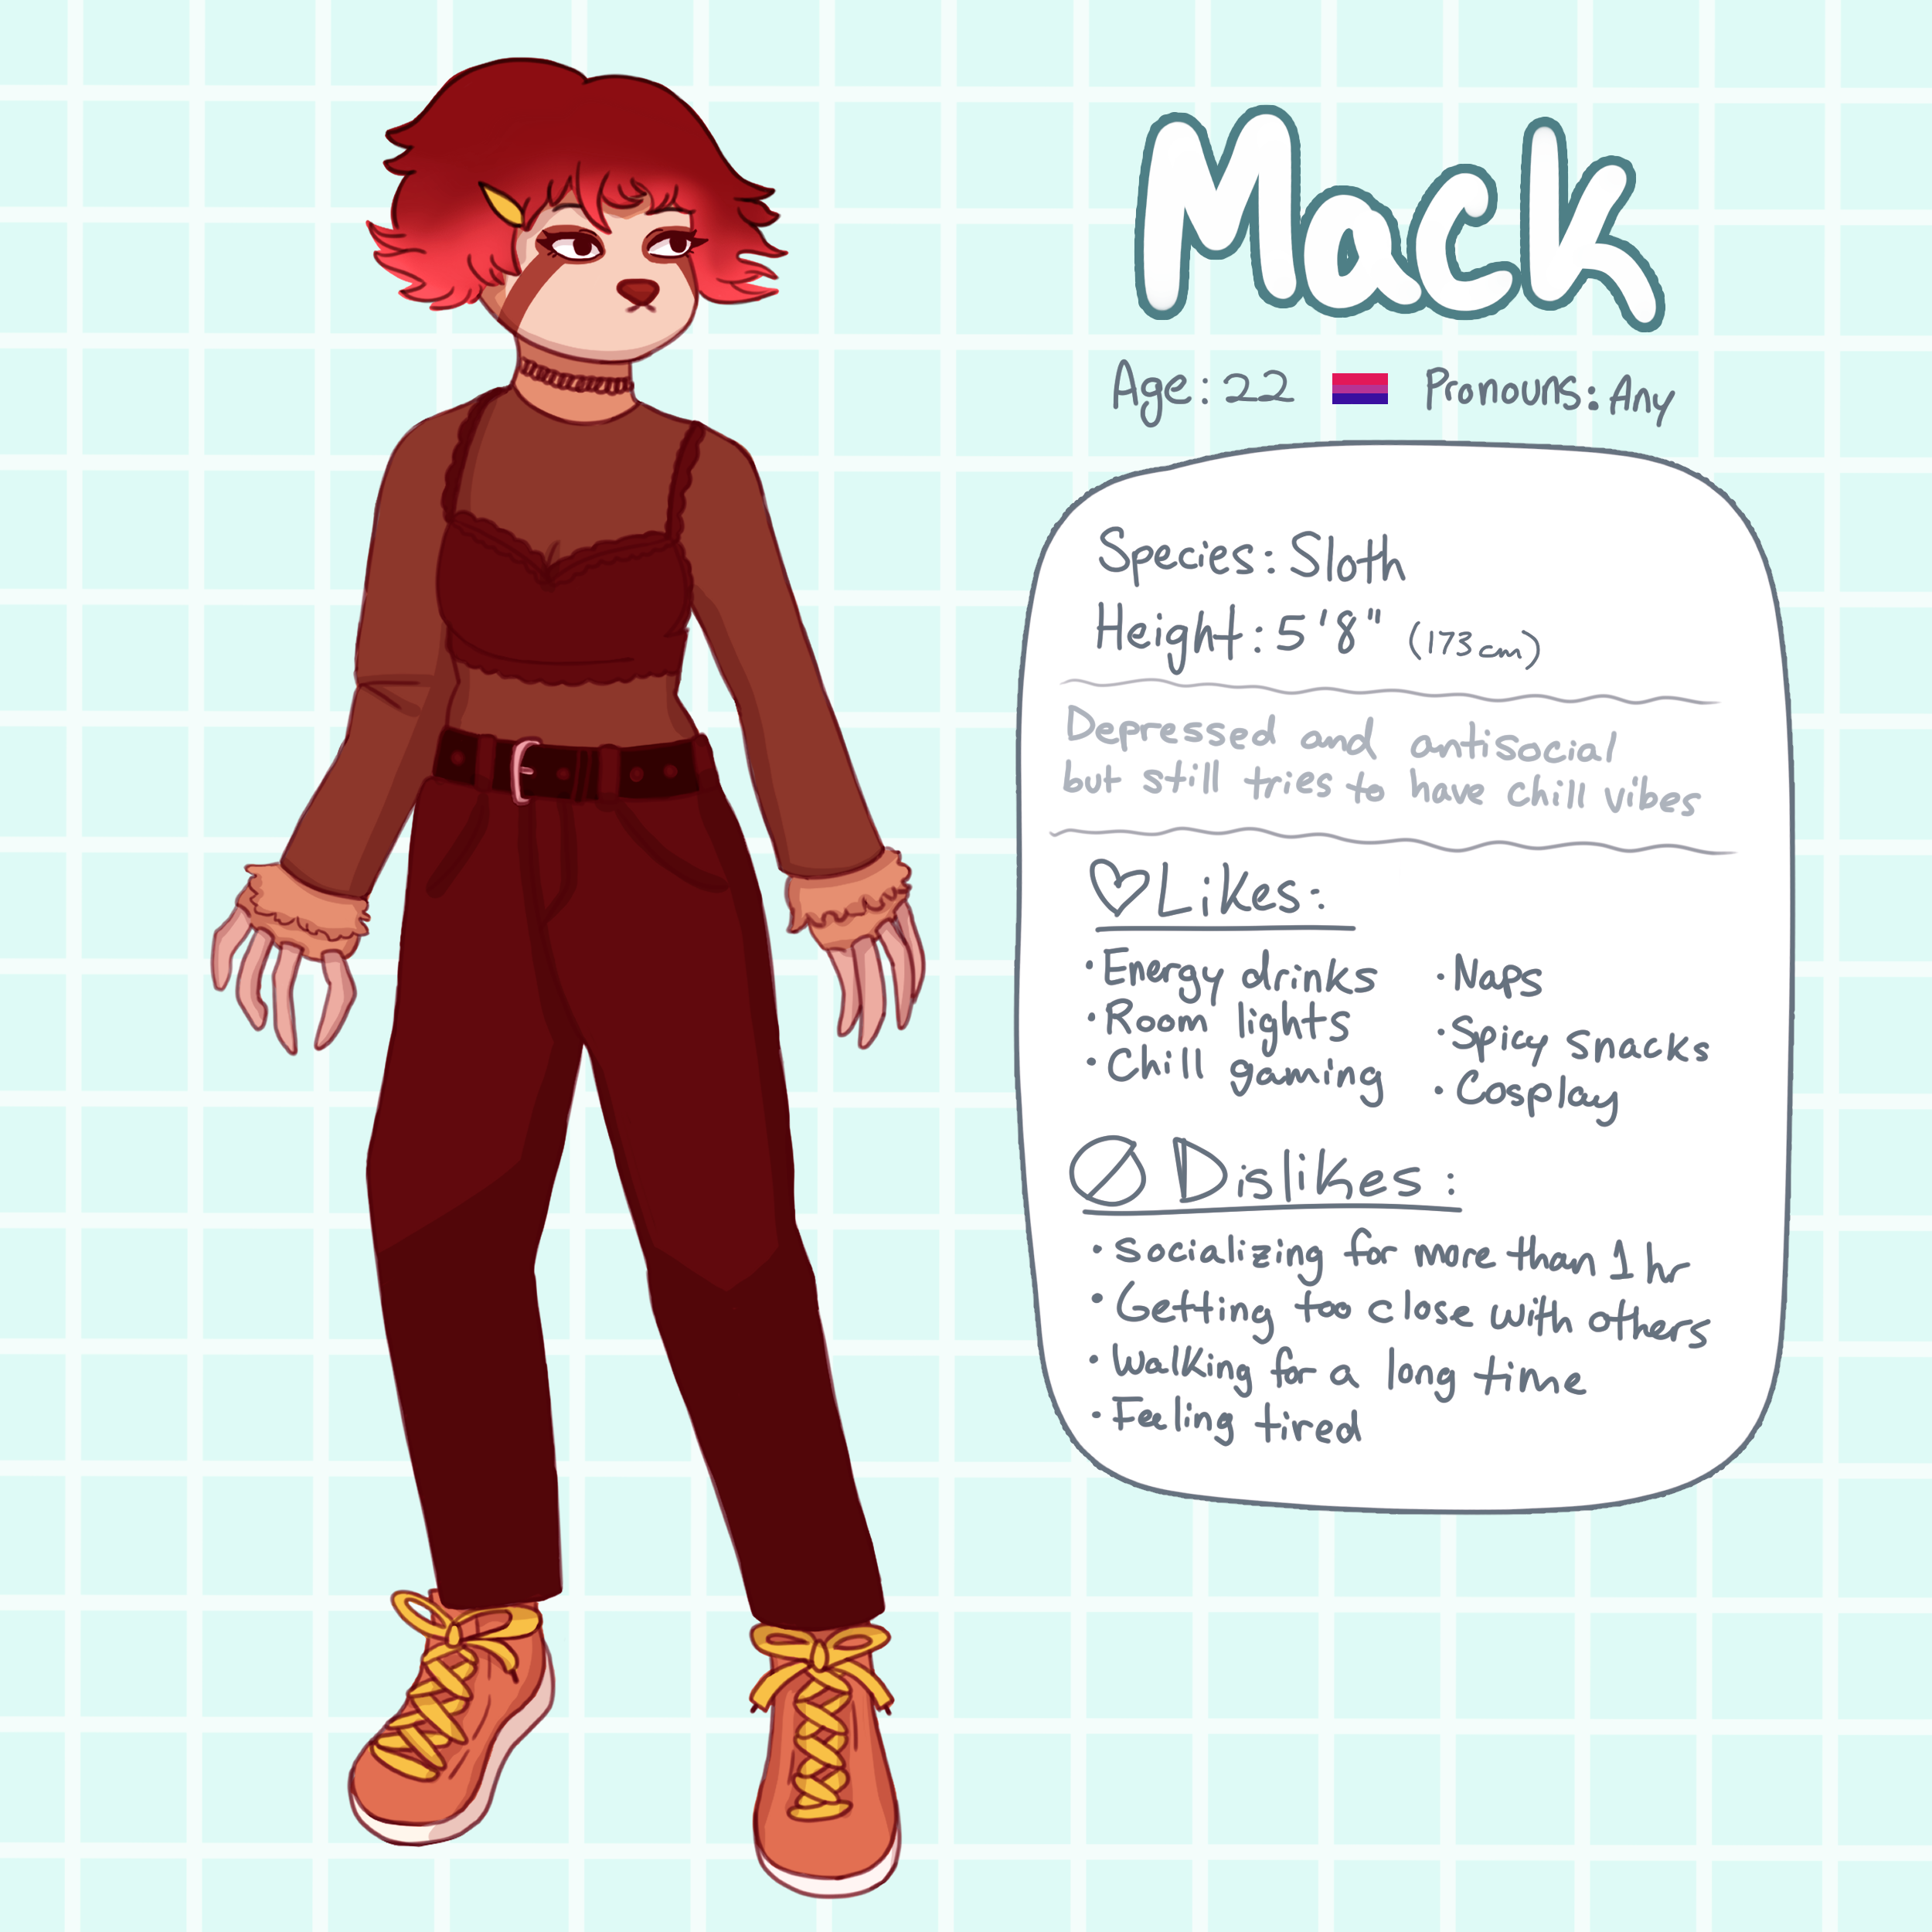 Mack
Age: 22 Pronouns: Any
Species: Sloth
Height: 5'8" (173cm)
Depressed and antisocial
but still tries to have chill vibes
Likes:
• Energy drinks
• Room lights
• Chill gaming
• Naps
• Spicy snacks
• Cosplay
Dislikes:
• Socializing for more than 1 hr
• Getting too close with others
• Walking for a long time
• Feeling tired